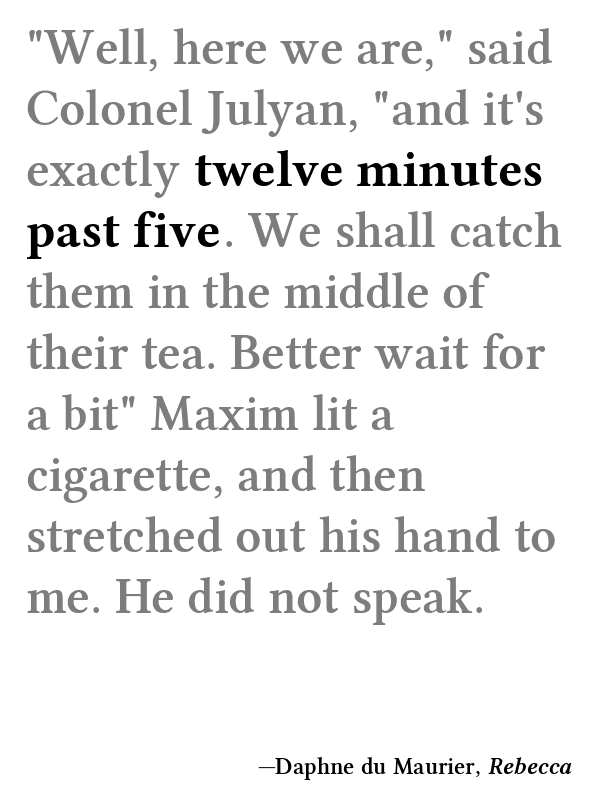 "Well, here we are," said
Colonel Julyan, "and it's
exactly twelve minutes
past five. We shall catch
them in the middle of
their tea. Better wait for
a bit" Maxim lit a
cigarette, and then
stretched out his hand to
me. He did not speak.
—Daphne du Maurier, Rebecca